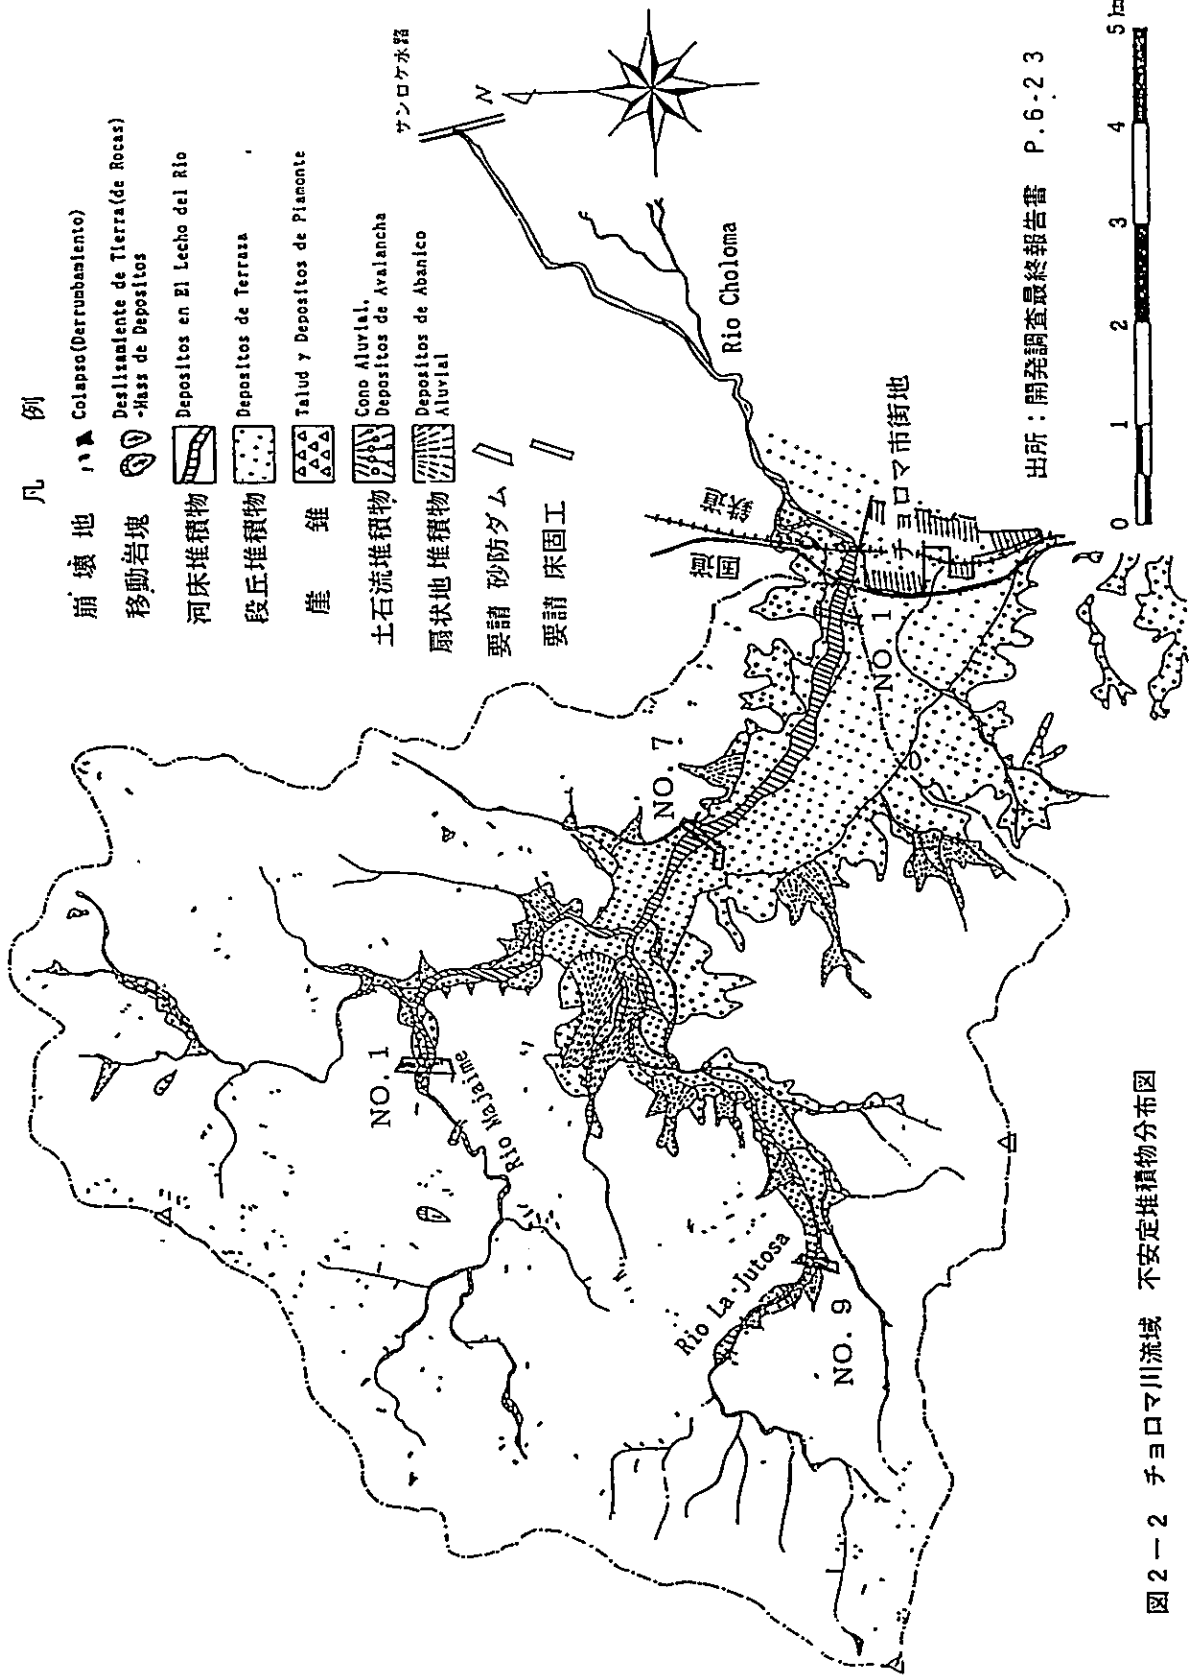 凡 例
崩 壊 地 Colapso(Derrumbamiento)
移動岩塊 Deslisamiente de Tierra(de Rocas)
・Mass de Depositos
河床堆積物 Depositos en El Lecho del Rio
段丘堆積物 Depositos de Terraza
崖 錐 Talud y Depositos de Piamonte
土石流堆積物 Cono Aluvial,
Depositos de Avalancha
扇状地 堆積物 Depositos de Abanico
Aluvial
要請 砂防ダム
要請 床固工
サンロケ水路
N
Rio Choloma
鉄道
国道
チョロマ市街地
NO. 1
NO. 7
NO. 1
Rio Majaime
Rio La Jutosa
NO. 9
出所：開発調査最終報告書 P.6-23
0 1 2 3 4 5 ㎞
図2－2 チョロマ川流域 不安定堆積物分布図